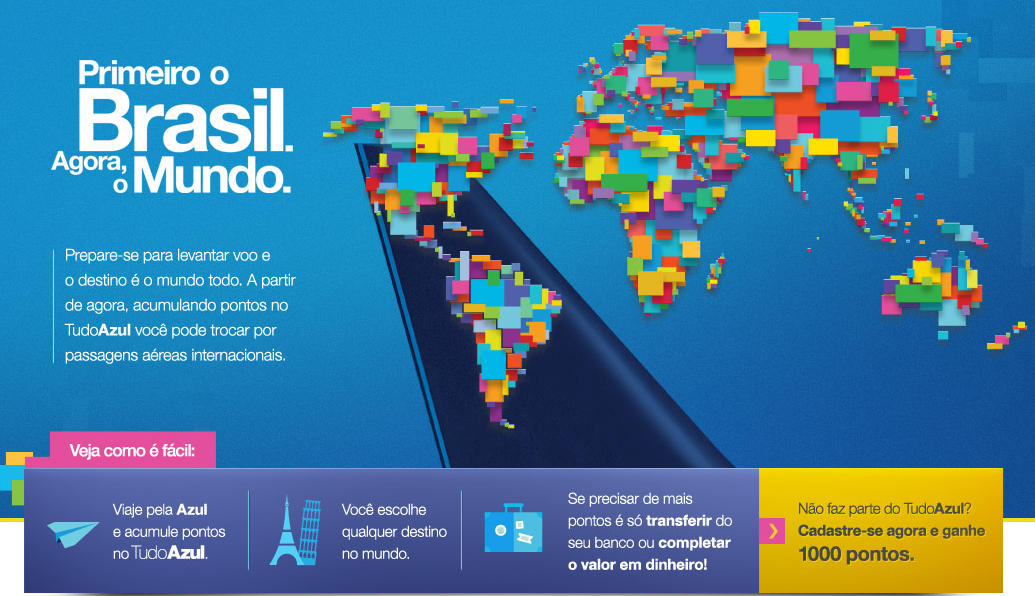 Primeiro o
Brasil.
Agora,
o Mundo.
Prepare-se para levantar voo e
o destino é o mundo todo. A partir
de agora, acumulando pontos no
TudoAzul você pode trocar por
passagens aéreas internacionais.
Veja como é fácil:
Viaje pela Azul
e acumule pontos
no TudoAzul.
Você escolhe
qualquer destino
no mundo.
Se precisar de mais
pontos é só transferir do
seu banco ou completar
o valor em dinheiro!
Não faz parte do TudoAzul?
Cadastre-se agora e ganhe
1000 pontos.